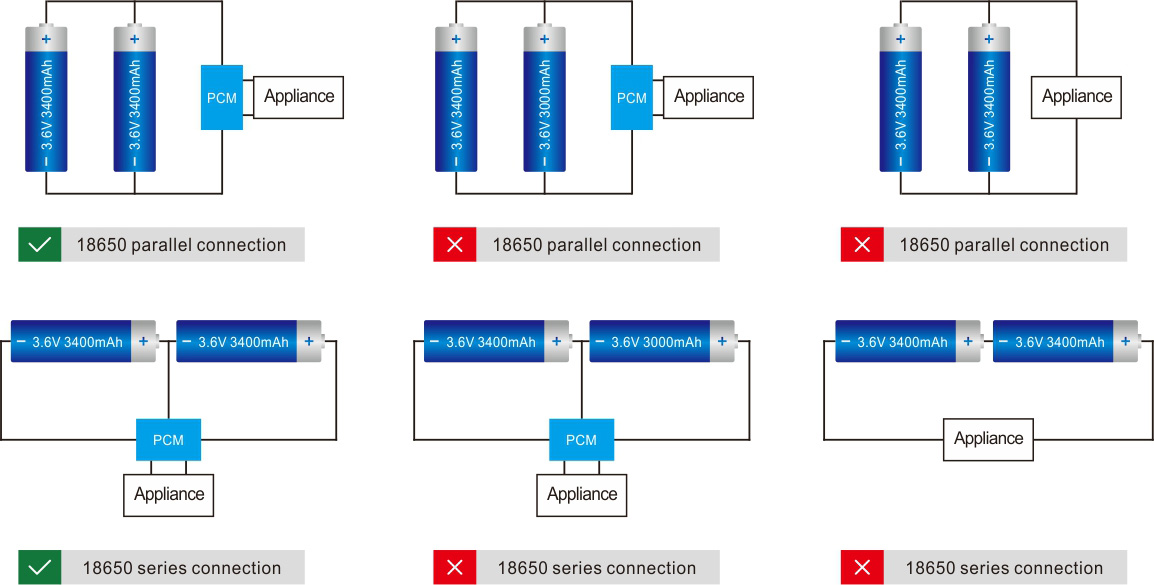 + +
− 3.6V 3400mAh
− 3.6V 3400mAh
PCM
Appliance
+ +
− 3.6V 3400mAh
− 3.6V 3000mAh
PCM
Appliance
+ +
− 3.6V 3400mAh
− 3.6V 3400mAh
Appliance
18650 parallel connection
18650 parallel connection
18650 parallel connection
− 3.6V 3400mAh +
− 3.6V 3400mAh +
PCM
Appliance
− 3.6V 3400mAh +
− 3.6V 3000mAh +
PCM
Appliance
− 3.6V 3400mAh +
− 3.6V 3400mAh +
Appliance
18650 series connection
18650 series connection
18650 series connection